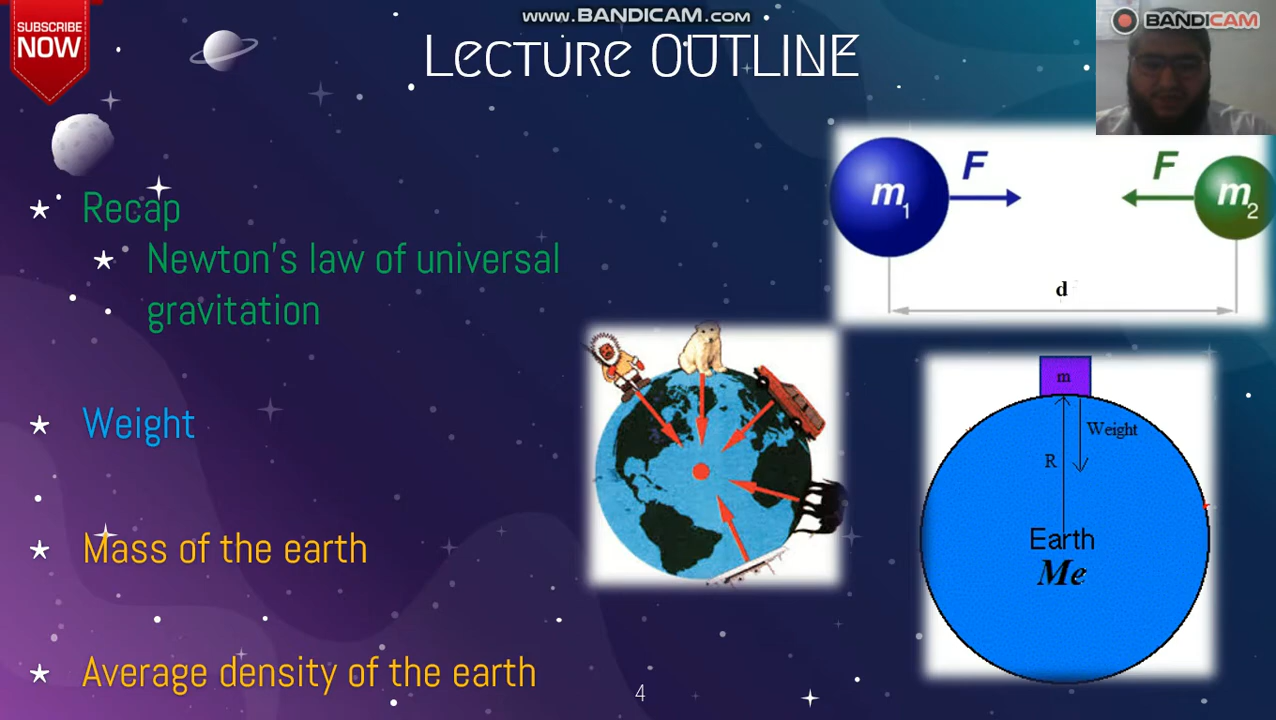 SUBSCRIBE
NOW
www.BANDICAM.com
BANDICAM
Lecture OUTLINE
Recap
Newton's law of universal
gravitation
Weight
Mass of the earth
Average density of the earth
m1
F
F
m2
d
m
Weight
R
Earth
Me
4